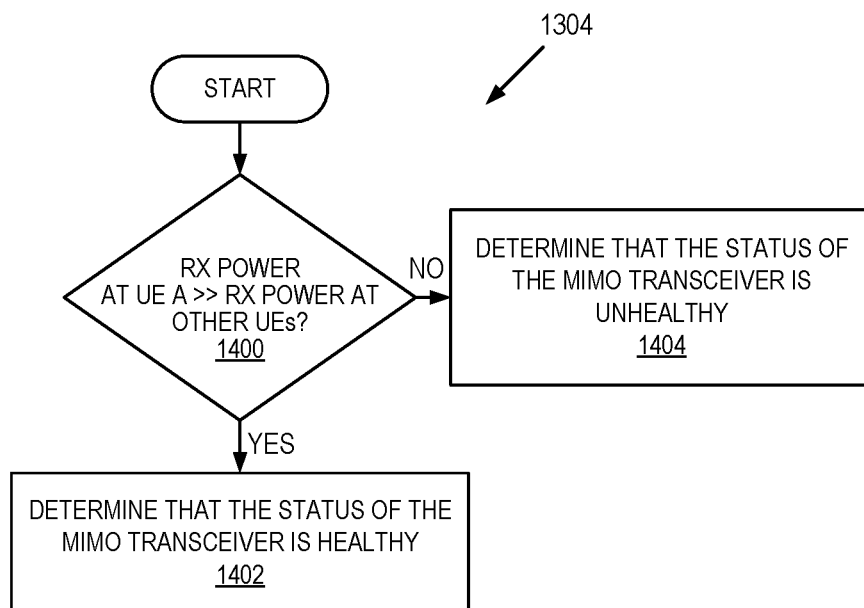 1304
START
RX POWER
AT UE A >> RX POWER AT
OTHER UEs?
1400
NO
DETERMINE THAT THE STATUS OF
THE MIMO TRANSCEIVER IS
UNHEALTHY
1404
YES
DETERMINE THAT THE STATUS OF THE
MIMO TRANSCEIVER IS HEALTHY
1402